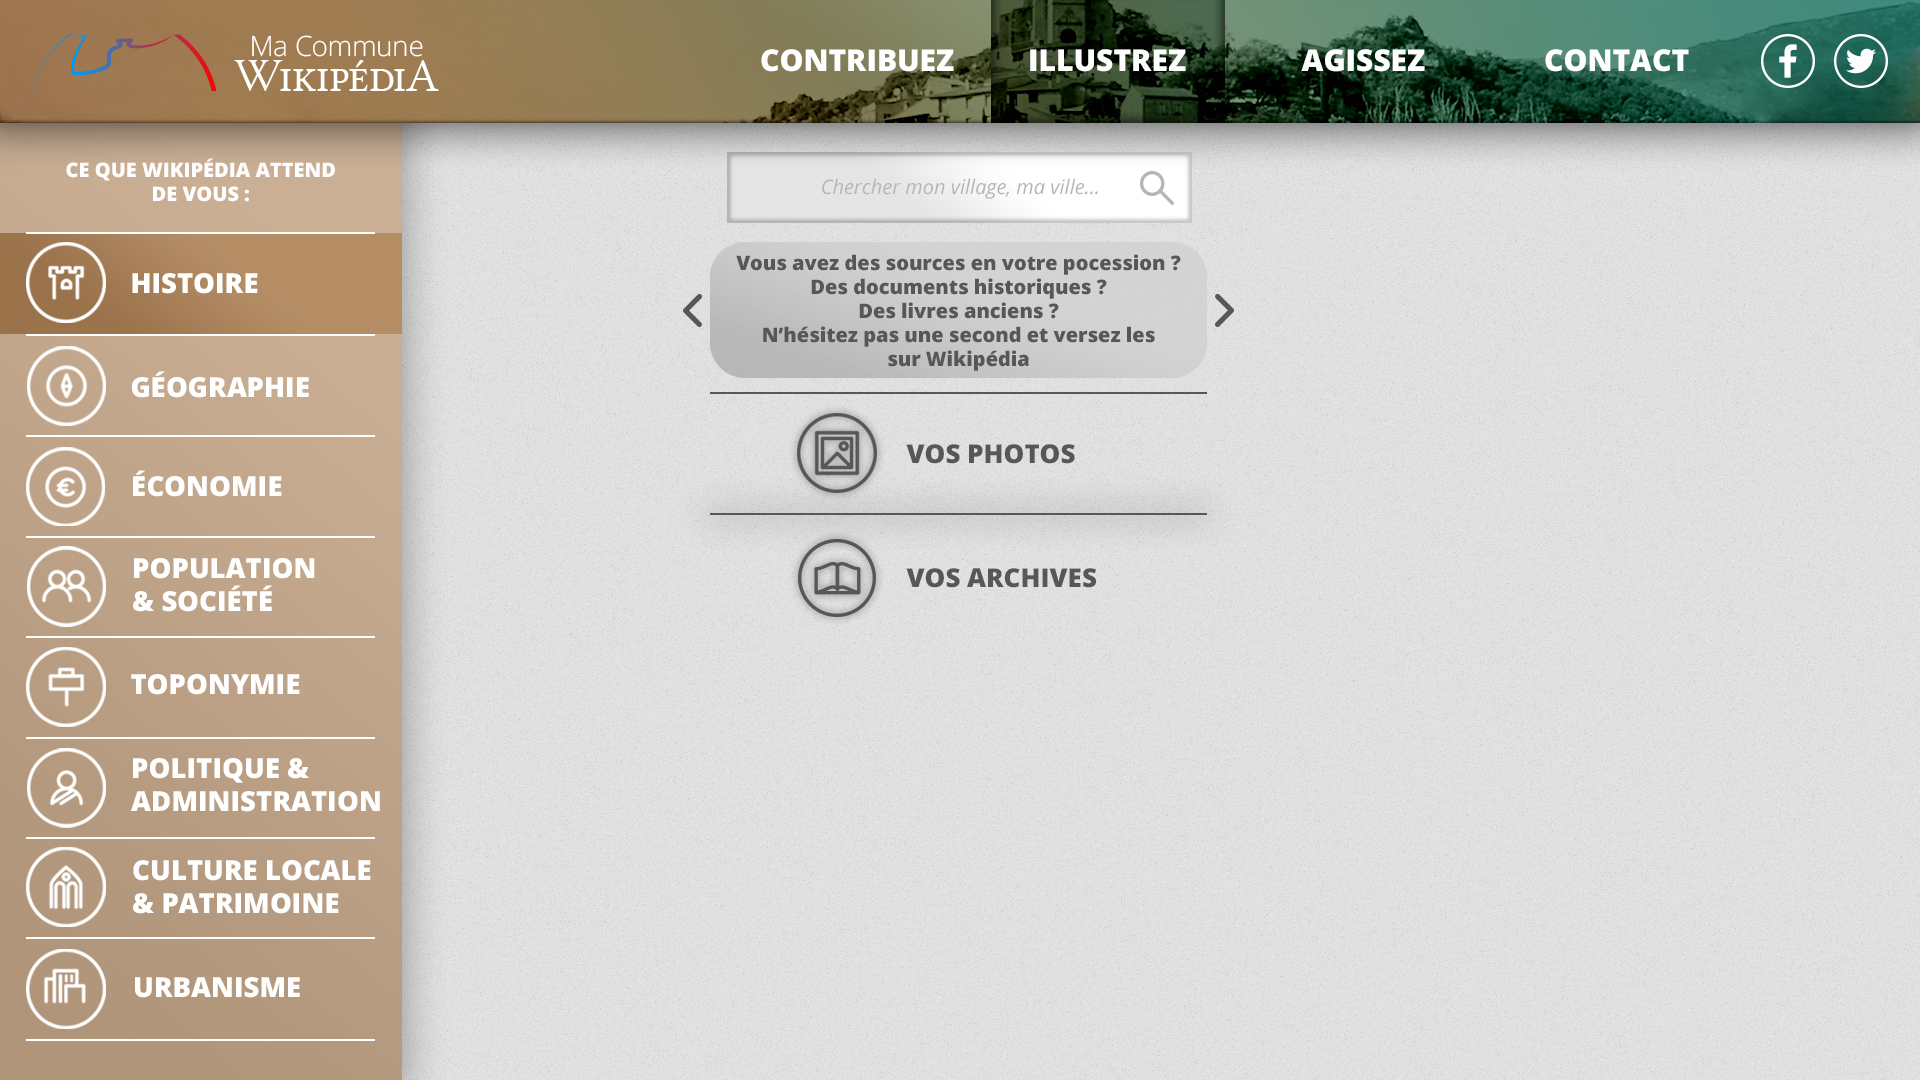 Ma Commune
WIKIPÉDIA
CONTRIBUEZ
ILLUSTREZ
AGISSEZ
CONTACT
CE QUE WIKIPÉDIA ATTEND
DE VOUS :
HISTOIRE
GÉOGRAPHIE
ÉCONOMIE
POPULATION
& SOCIÉTÉ
TOPONYMIE
POLITIQUE &
ADMINISTRATION
CULTURE LOCALE
& PATRIMOINE
URBANISME
Chercher mon village, ma ville...
Vous avez des sources en votre pocession ?
Des documents historiques ?
Des livres anciens ?
N’hésitez pas une second et versez les
sur Wikipédia
VOS PHOTOS
VOS ARCHIVES